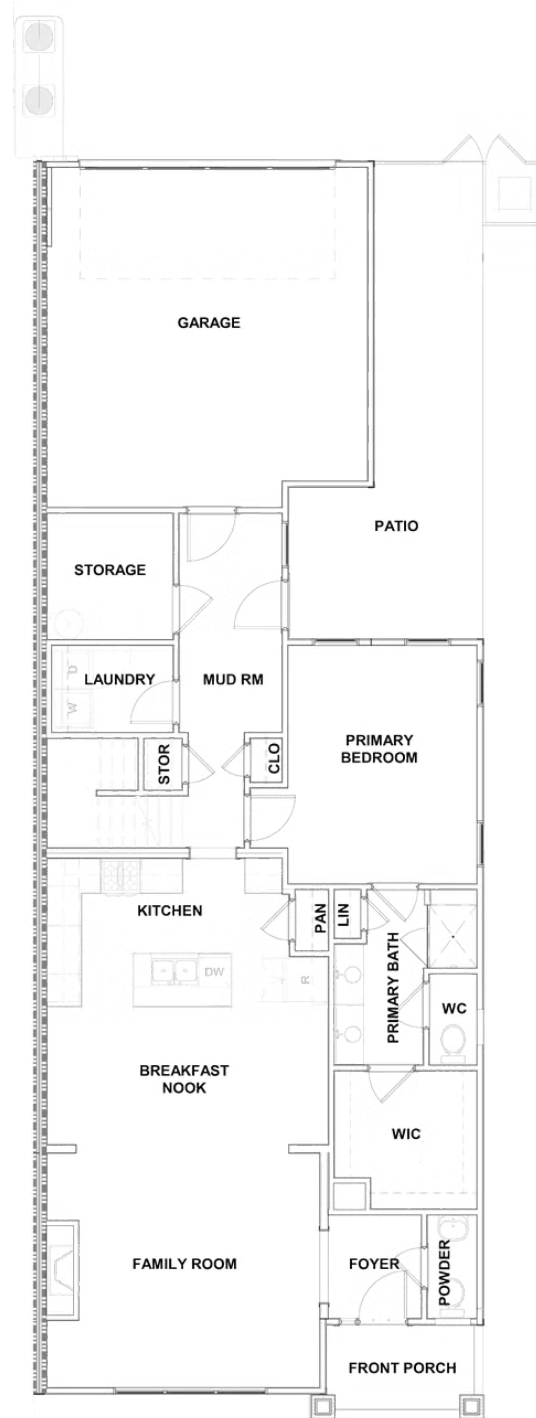 GARAGE
PATIO
STORAGE
D
W
LAUNDRY
MUD RM
STOR
CLO
PRIMARY
BEDROOM
KITCHEN
PAN
LIN
PRIMARY BATH
DW
R
WC
BREAKFAST
NOOK
WIC
FAMILY ROOM
FOYER
POWDER
FRONT PORCH